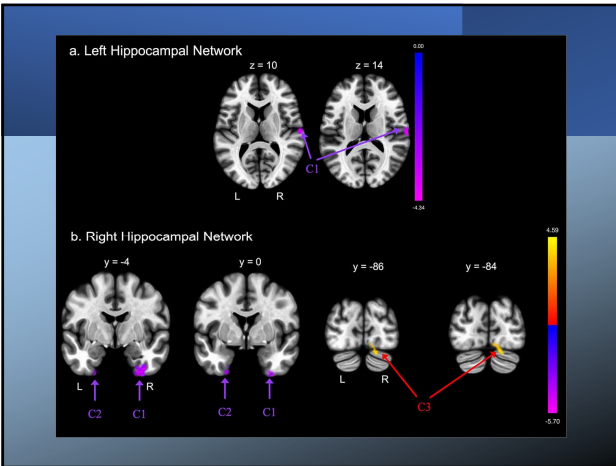 a. Left Hippocampal Network
z = 10 z = 14
0.00
C1
L R
-4.34
b. Right Hippocampal Network
4.59
y = -4 y = 0 y = -86 y = -84
L R L R
C2 C1 C2 C1 C3
-5.70